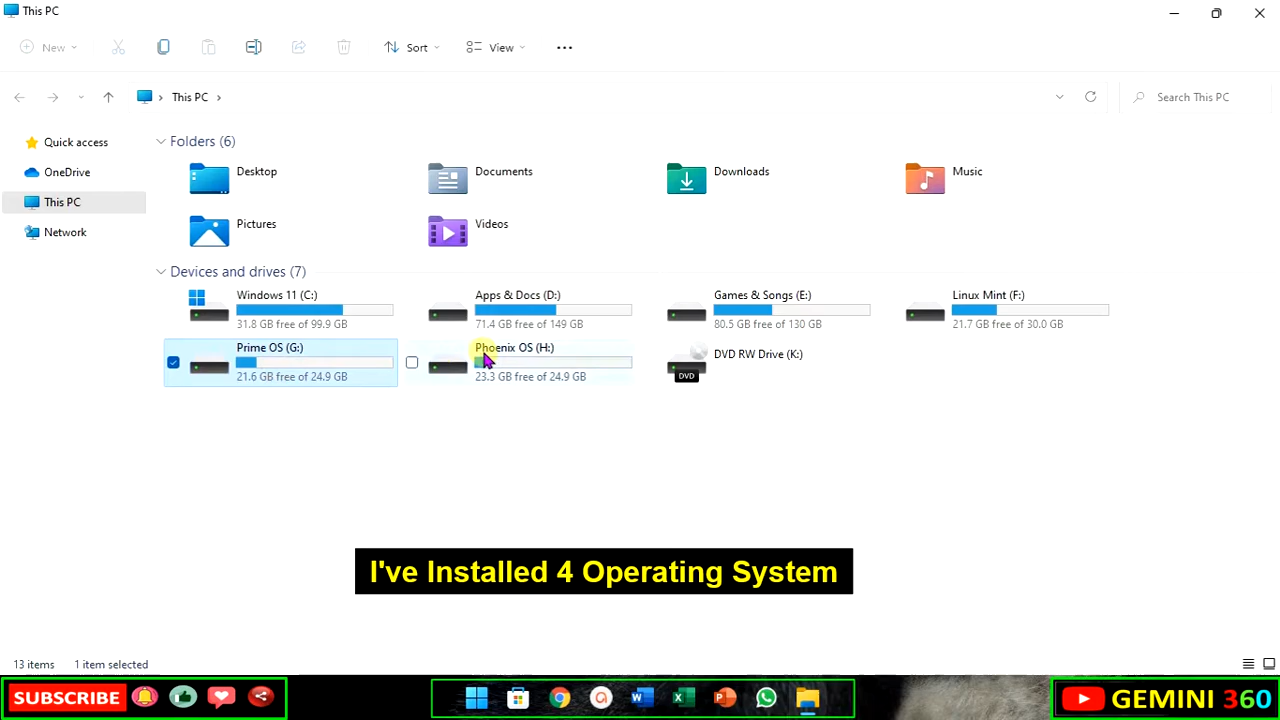 This PC
New
Sort
View
This PC
Search This PC
Quick access
OneDrive
This PC
Network
Folders (6)
Desktop
Documents
Downloads
Music
Pictures
Videos
Devices and drives (7)
Windows 11 (C:)
31.8 GB free of 99.9 GB
Apps & Docs (D:)
71.4 GB free of 149 GB
Games & Songs (E:)
80.5 GB free of 130 GB
Linux Mint (F:)
21.7 GB free of 30.0 GB
Prime OS (G:)
21.6 GB free of 24.9 GB
Phoenix OS (H:)
23.3 GB free of 24.9 GB
DVD RW Drive (K:)
DVD
I've Installed 4 Operating System
13 items
1 item selected
SUBSCRIBE
GEMINI 360